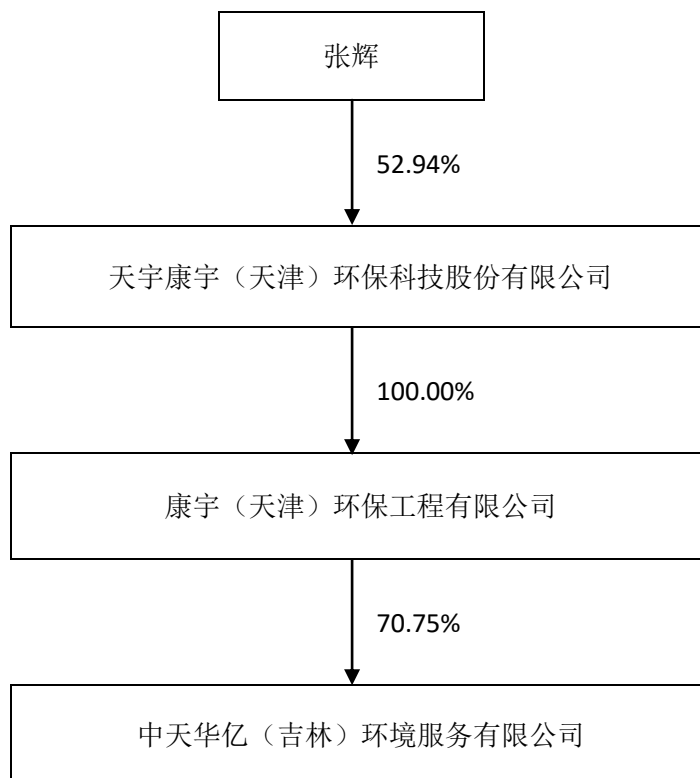 张辉
52.94%
天宇康宇（天津）环保科技股份有限公司
100.00%
康宇（天津）环保工程有限公司
70.75%
中天华亿（吉林）环境服务有限公司